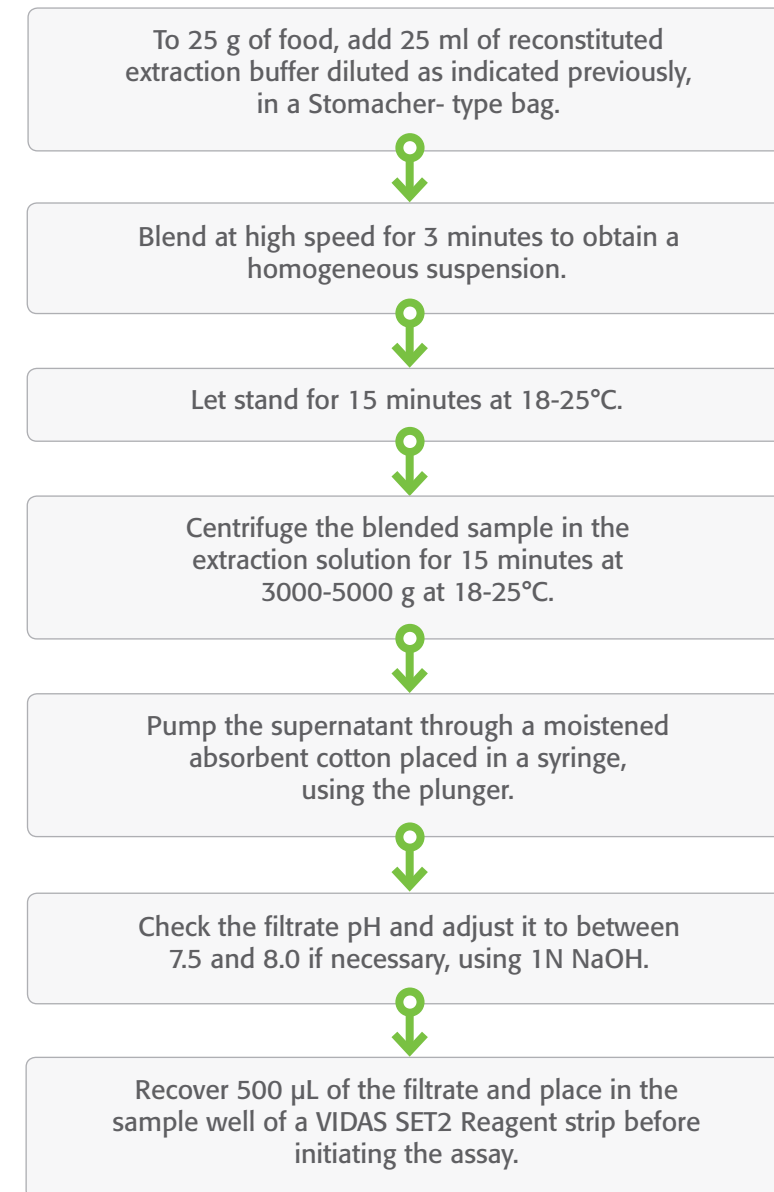 To 25 g of food, add 25 ml of reconstituted
extraction buffer diluted as indicated previously,
in a Stomacher- type bag.
Blend at high speed for 3 minutes to obtain a
homogeneous suspension.
Let stand for 15 minutes at 18-25°C.
Centrifuge the blended sample in the
extraction solution for 15 minutes at
3000-5000 g at 18-25°C.
Pump the supernatant through a moistened
absorbent cotton placed in a syringe,
using the plunger.
Check the filtrate pH and adjust it to between
7.5 and 8.0 if necessary, using 1N NaOH.
Recover 500 µL of the filtrate and place in the
sample well of a VIDAS SET2 Reagent strip before
initiating the assay.